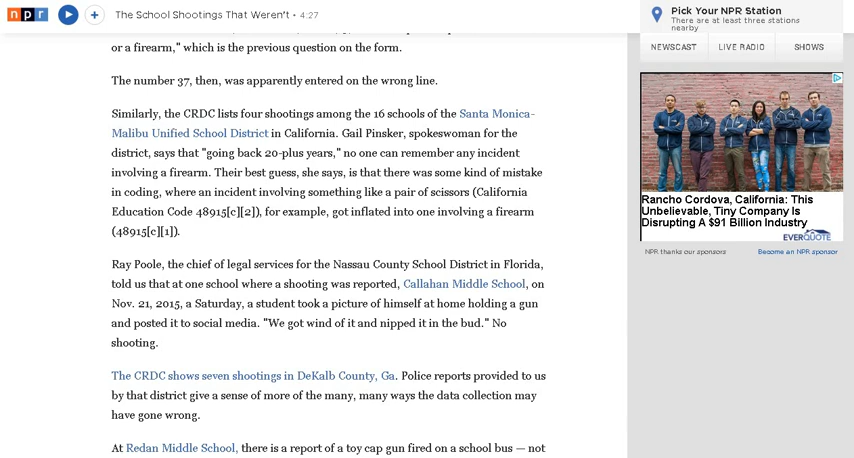 npr
The School Shootings That Weren't • 4:27
Pick Your NPR Station
There are at least three stations
nearby
NEWSCAST
LIVE RADIO
SHOWS
or a firearm," which is the previous question on the form.
The number 37, then, was apparently entered on the wrong line.
Similarly, the CRDC lists four shootings among the 16 schools of the Santa Monica-
Malibu Unified School District in California. Gail Pinsker, spokeswoman for the
district, says that "going back 20-plus years," no one can remember any incident
involving a firearm. Their best guess, she says, is that there was some kind of mistake
in coding, where an incident involving something like a pair of scissors (California
Education Code 48915[c][2]), for example, got inflated into one involving a firearm
(48915[c][1]).
Ray Poole, the chief of legal services for the Nassau County School District in Florida,
told us that at one school where a shooting was reported, Callahan Middle School, on
Nov. 21, 2015, a Saturday, a student took a picture of himself at home holding a gun
and posted it to social media. "We got wind of it and nipped it in the bud." No
shooting.
The CRDC shows seven shootings in DeKalb County, Ga. Police reports provided to us
by that district give a sense of more of the many, many ways the data collection may
have gone wrong.
At Redan Middle School, there is a report of a toy cap gun fired on a school bus — not
Rancho Cordova, California: This
Unbelievable, Tiny Company Is
Disrupting A $91 Billion Industry
EVERQUOTE
NPR thanks our sponsors
Become an NPR sponsor